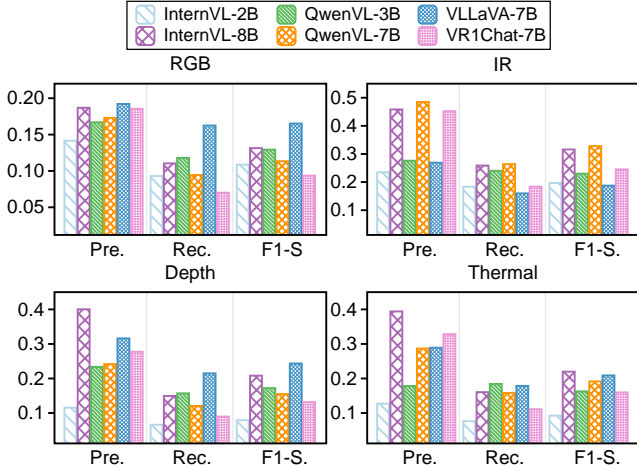 InternVL-2B QwenVL-3B VLLaVA-7B
InternVL-8B QwenVL-7B VR1Chat-7B
RGB IR
0.20 0.5
0.15 0.4
0.10 0.3
0.05 0.2
0.1
Pre. Rec. F1-S Pre. Rec. F1-S.
Depth Thermal
0.4 0.4
0.3 0.3
0.2 0.2
0.1 0.1
Pre. Rec. F1-S. Pre. Rec. F1-S.